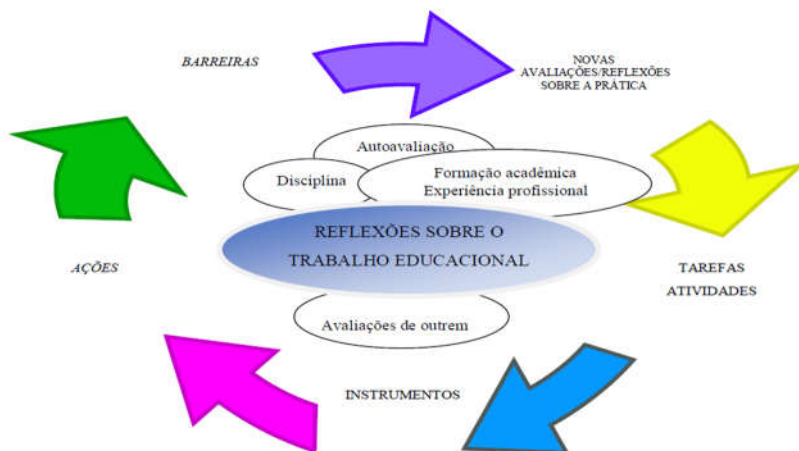 BARREIRAS
NOVAS
AVALIAÇÕES/REFLEXÕES
SOBRE A PRÁTICA
Autoavaliação
Disciplina
Formação acadêmica
Experiência profissional
REFLEXÕES SOBRE O
TRABALHO EDUCACIONAL
AÇÕES
TAREFAS
ATIVIDADES
Avaliações de outrem
INSTRUMENTOS